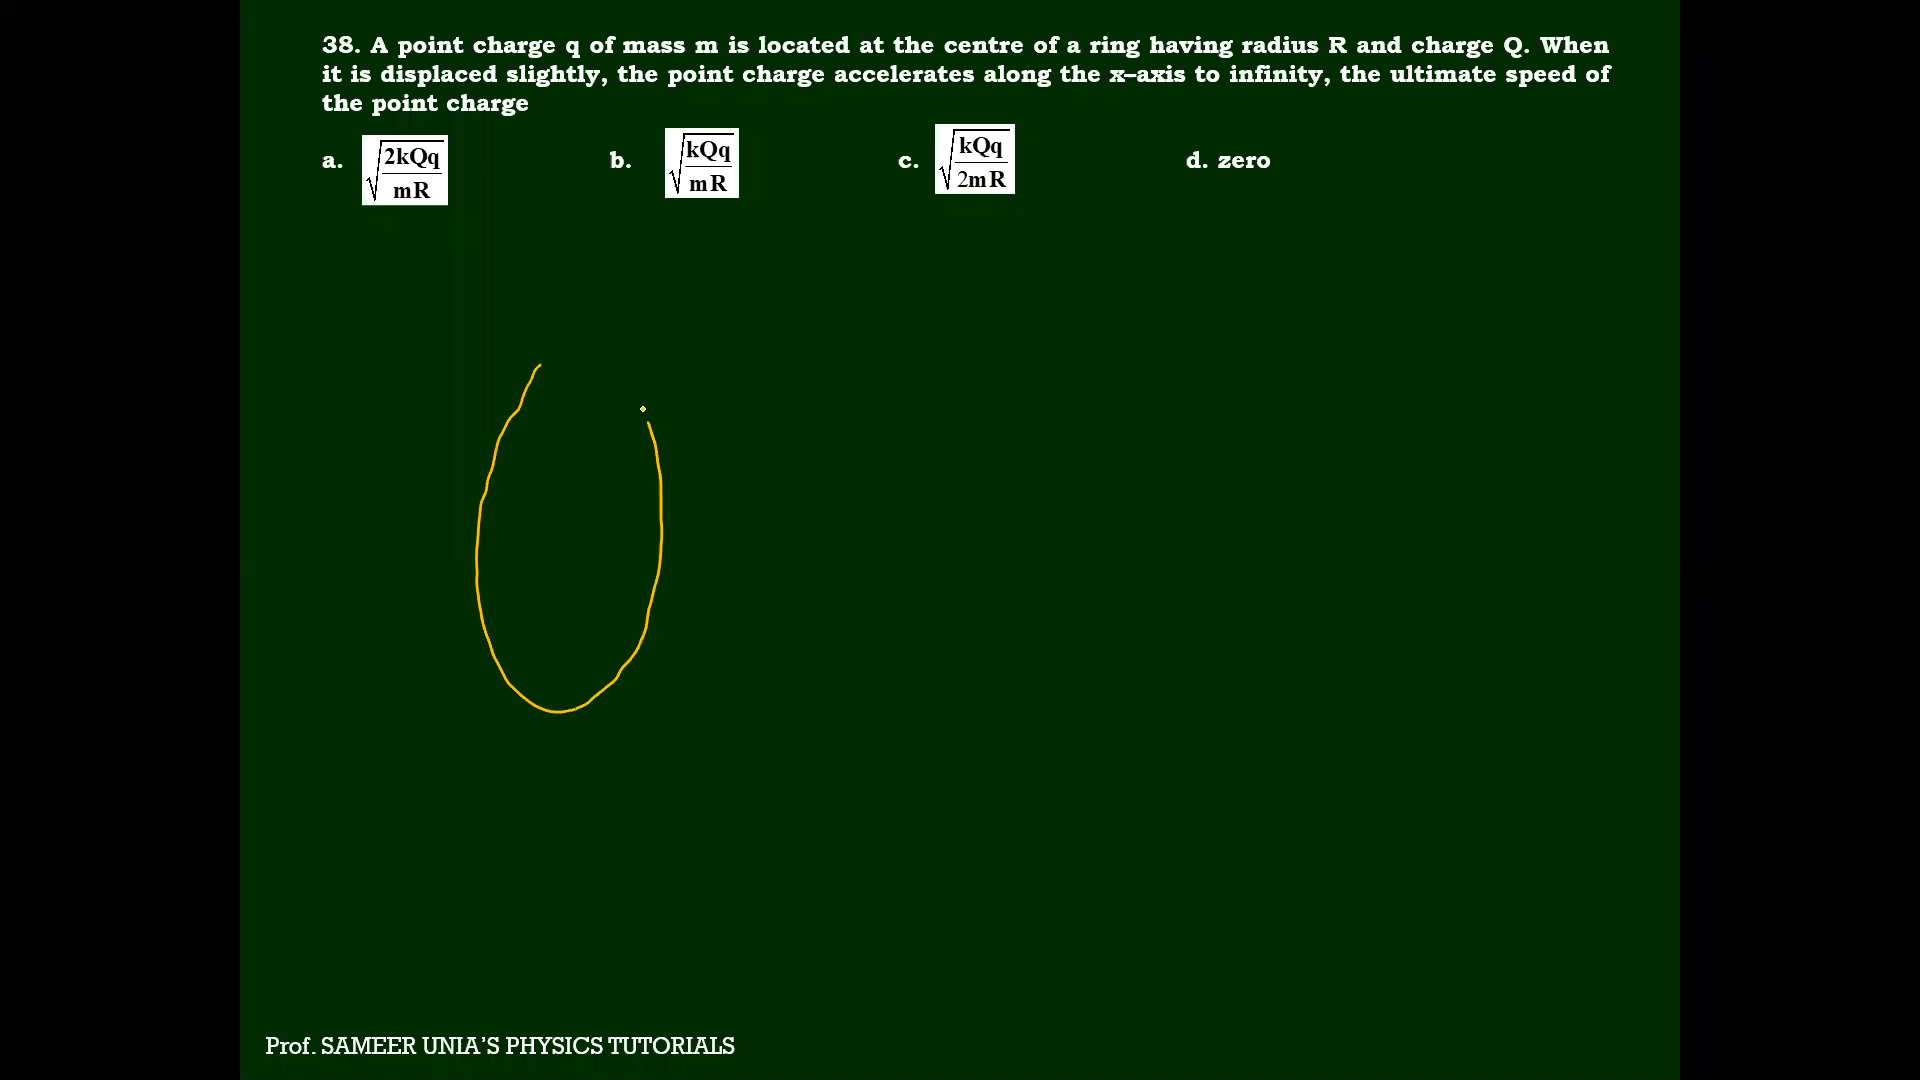 38. A point charge q of mass m is located at the centre of a ring having radius R and charge Q. When
it is displaced slightly, the point charge accelerates along the x–axis to infinity, the ultimate speed of
the point charge
a. √(2kQq/mR) b. √(kQq/mR) c. √(kQq/2mR) d. zero
Prof. SAMEER UNIA’S PHYSICS TUTORIALS